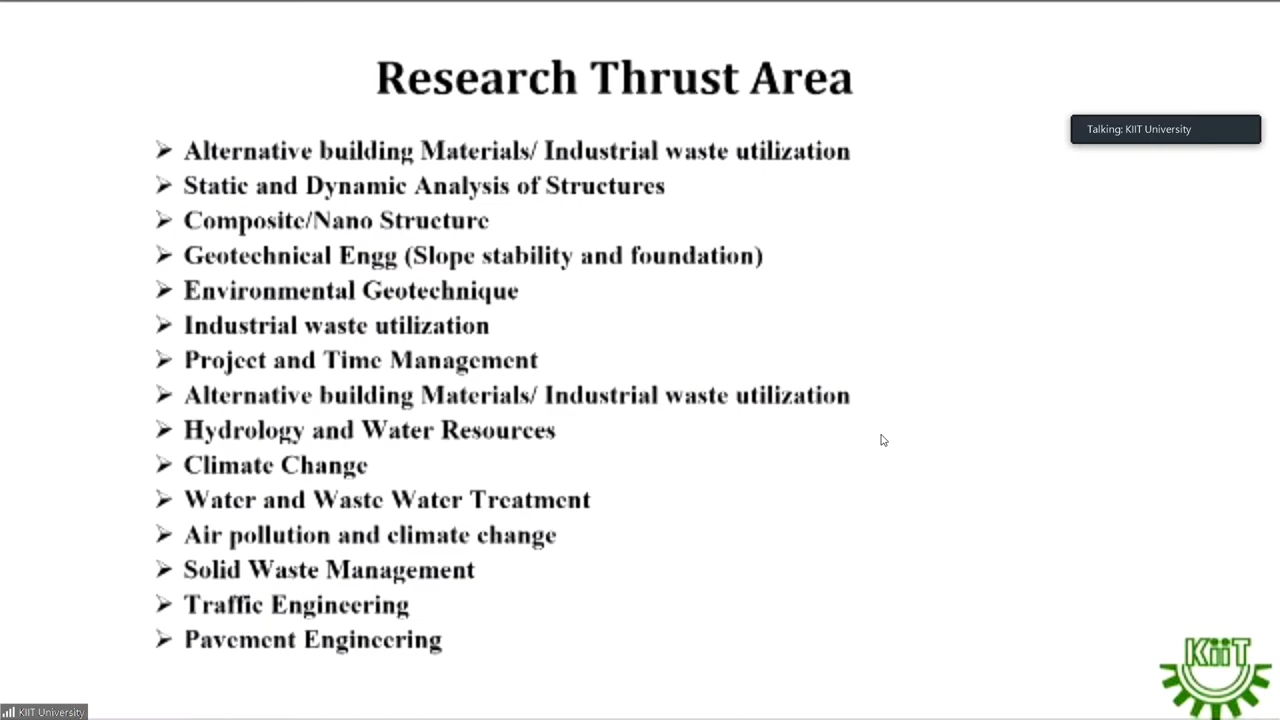 Research Thrust Area
Talking: KIIT University
➢ Alternative building Materials/ Industrial waste utilization
➢ Static and Dynamic Analysis of Structures
➢ Composite/Nano Structure
➢ Geotechnical Engg (Slope stability and foundation)
➢ Environmental Geotechnique
➢ Industrial waste utilization
➢ Project and Time Management
➢ Alternative building Materials/ Industrial waste utilization
➢ Hydrology and Water Resources
➢ Climate Change
➢ Water and Waste Water Treatment
➢ Air pollution and climate change
➢ Solid Waste Management
➢ Traffic Engineering
➢ Pavement Engineering
KiiT
KIIT University